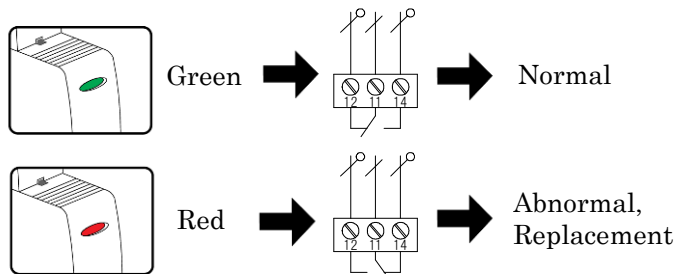 Green
12 11 14
Normal
Red
12 11 14
Abnormal,
Replacement